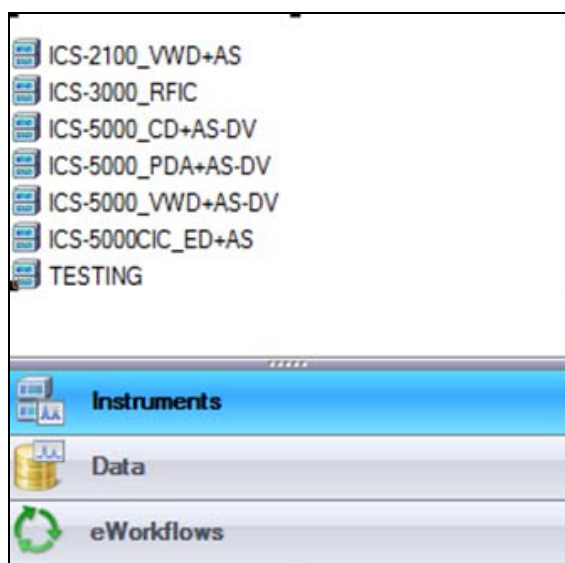 ICS-2100_VWD+AS
ICS-3000_RFIC
ICS-5000_CD+AS-DV
ICS-5000_PDA+AS-DV
ICS-5000_VWD+AS-DV
ICS-5000CIC_ED+AS
TESTING
Instruments
Data
eWorkflows